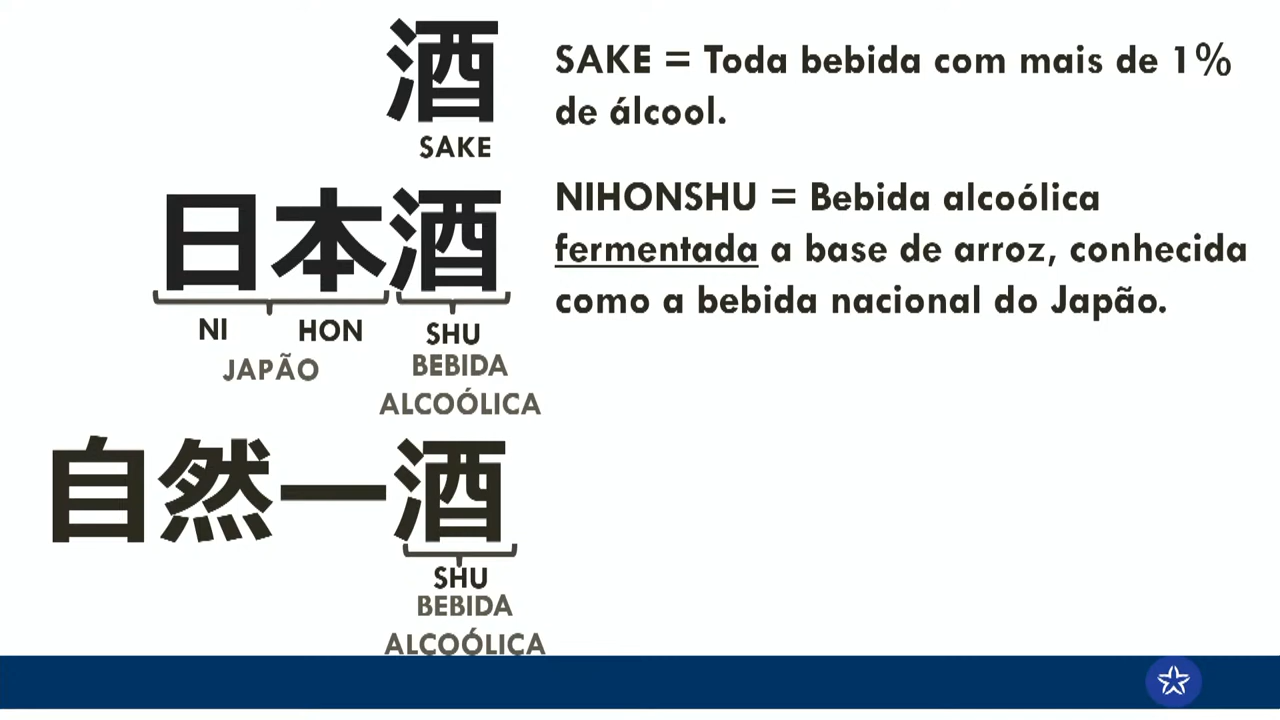 酒
SAKE
SAKE = Toda bebida com mais de 1%
de álcool.
日本酒
NI HON SHU
JAPÃO
BEBIDA
ALCOÓLICA
NIHONSHU = Bebida alcoólica
fermentada a base de arroz, conhecida
como a bebida nacional do Japão.
自然一酒
SHU
BEBIDA
ALCOÓLICA